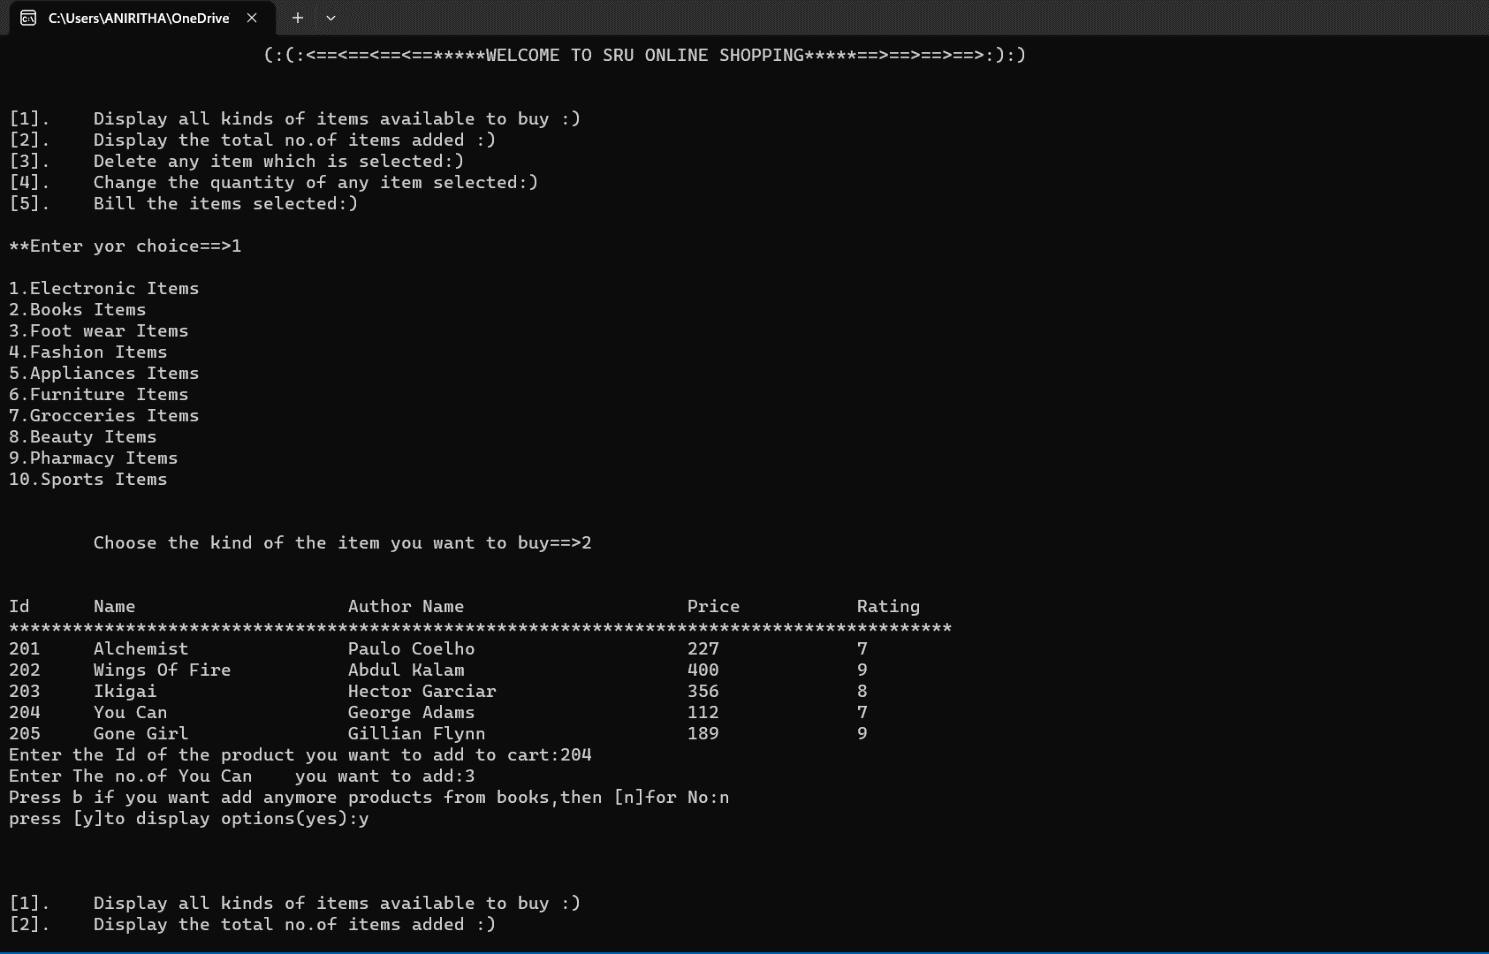 C:\Users\ANIRITHA\OneDrive
(:(:<==<==<==<==*****WELCOME TO SRU ONLINE SHOPPING*****==>==>==>==>:):)
[1].    Display all kinds of items available to buy :)
[2].    Display the total no.of items added :)
[3].    Delete any item which is selected:)
[4].    Change the quantity of any item selected:)
[5].    Bill the items selected:)
**Enter yor choice==>1
1.Electronic Items
2.Books Items
3.Foot wear Items
4.Fashion Items
5.Appliances Items
6.Furniture Items
7.Grocceries Items
8.Beauty Items
9.Pharmacy Items
10.Sports Items
Choose the kind of the item you want to buy==>2
Id      Name                    Author Name                     Price           Rating
*****************************************************************************************
201     Alchemist               Paulo Coelho                    227             7
202     Wings Of Fire           Abdul Kalam                     400             9
203     Ikigai                  Hector Garciar                  356             8
204     You Can                 George Adams                    112             7
205     Gone Girl               Gillian Flynn                   189             9
Enter the Id of the product you want to add to cart:204
Enter The no.of You Can    you want to add:3
Press b if you want add anymore products from books,then [n]for No:n
press [y]to display options(yes):y
[1].    Display all kinds of items available to buy :)
[2].    Display the total no.of items added :)